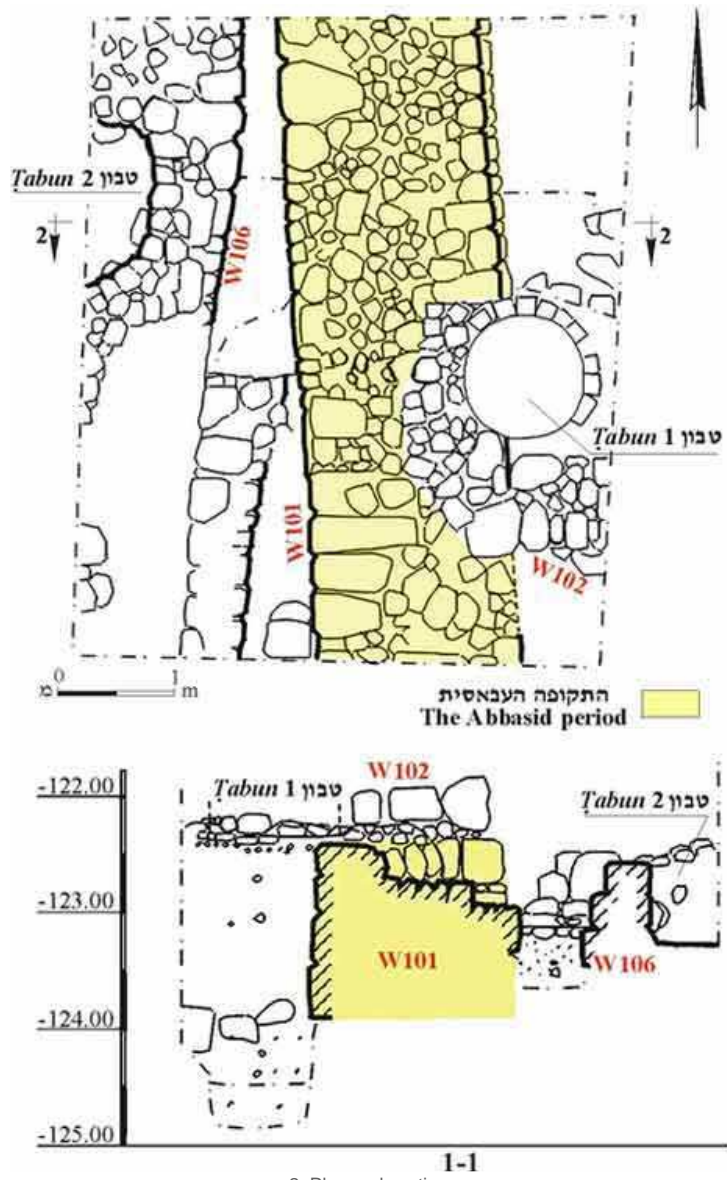 Tabun 2 טבון
2
2
W106
Tabun 1 טבון
W101
W102
0 1
מ m
התקופה העבאסית
The Abbasid period
W102
-122.00
Tabun 1 טבון
Tabun 2 טבון
-123.00
W101
W106
-124.00
-125.00
1-1